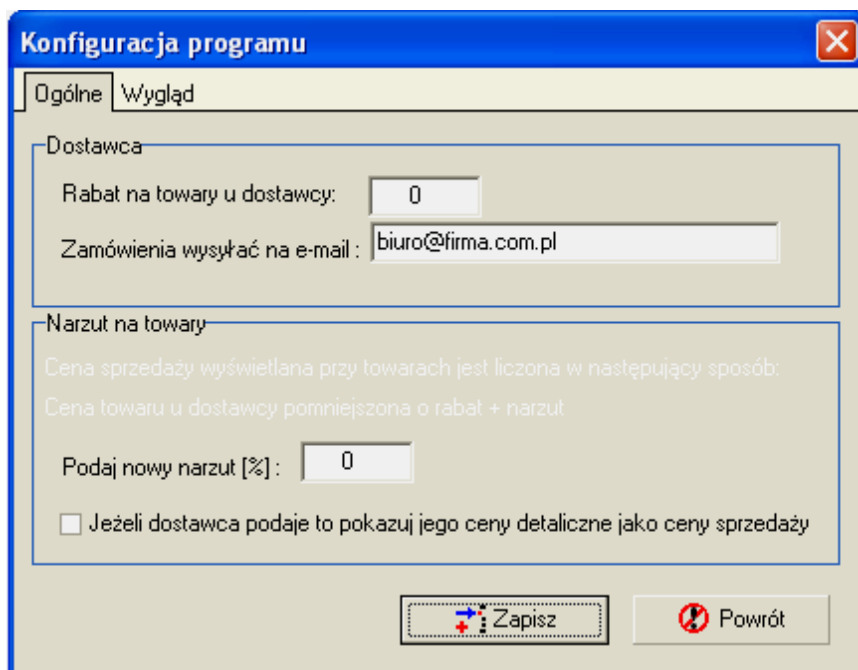 Konfiguracja programu
Ogólne Wygląd
Dostawca
Rabat na towary u dostawcy: 0
Zamówienia wysyłać na e-mail : biuro@firma.com.pl
Narzut na towary
Cena sprzedaży wyświetlana przy towarach jest liczona w następujący sposób:
Cena towaru u dostawcy pomniejszona o rabat + narzut
Podaj nowy narzut [%] : 0
Jeżeli dostawca podaje to pokazuj jego ceny detaliczne jako ceny sprzedaży
Zapisz Powrót